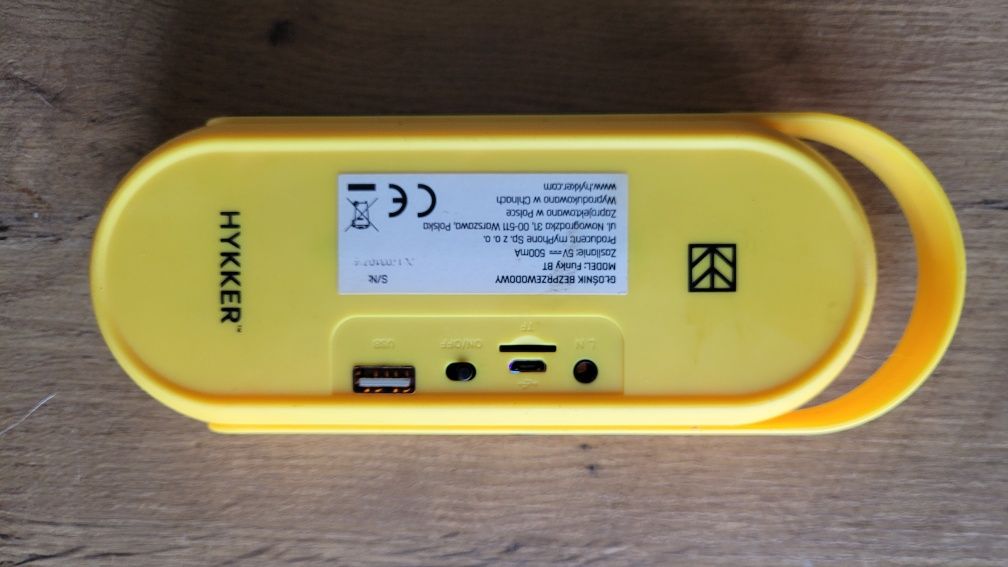 HYKKER™
GŁOŚNIK BEZPRZEWODOWY
MODEL: Funky BT
Zasilanie: 5V⎓ 500mA
Producent: myPhone Sp. z o. o.
ul. Nowogrodzka 31, 00-511 Warszawa, Polska
Zaprojektowano w Polsce
Wyprodukowano w Chinach
www.hykker.com
S/N:
CE
TF
ON/OFF
USB